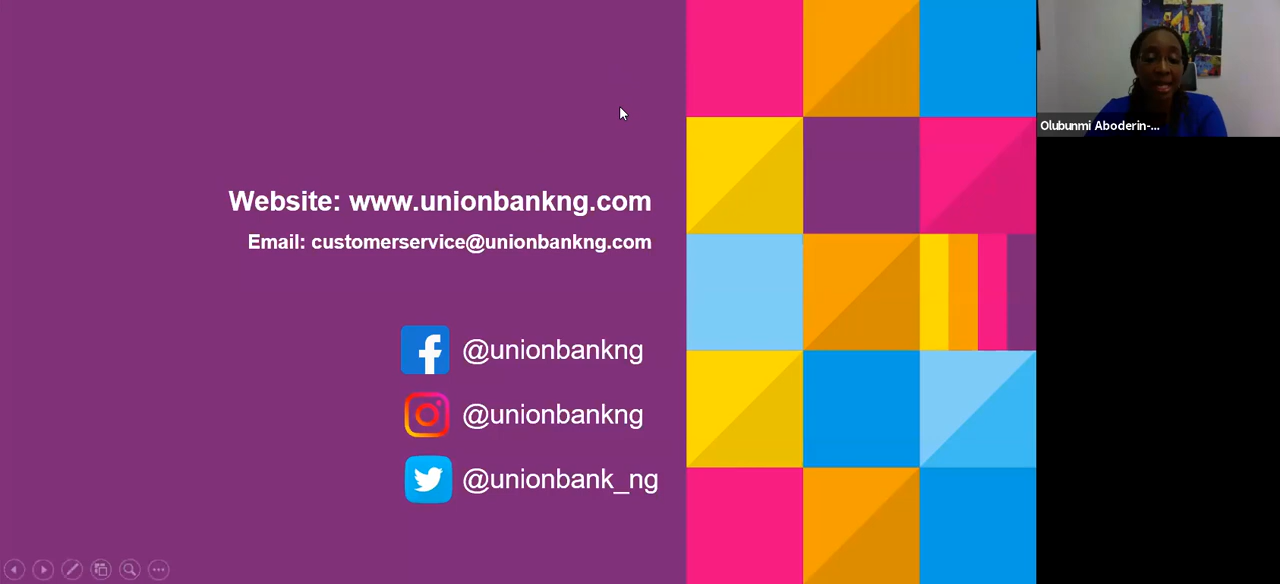 Website: www.unionbankng.com
Email: customerservice@unionbankng.com
@unionbankng
@unionbankng
@unionbank_ng
Olubunmi Aboderin-...